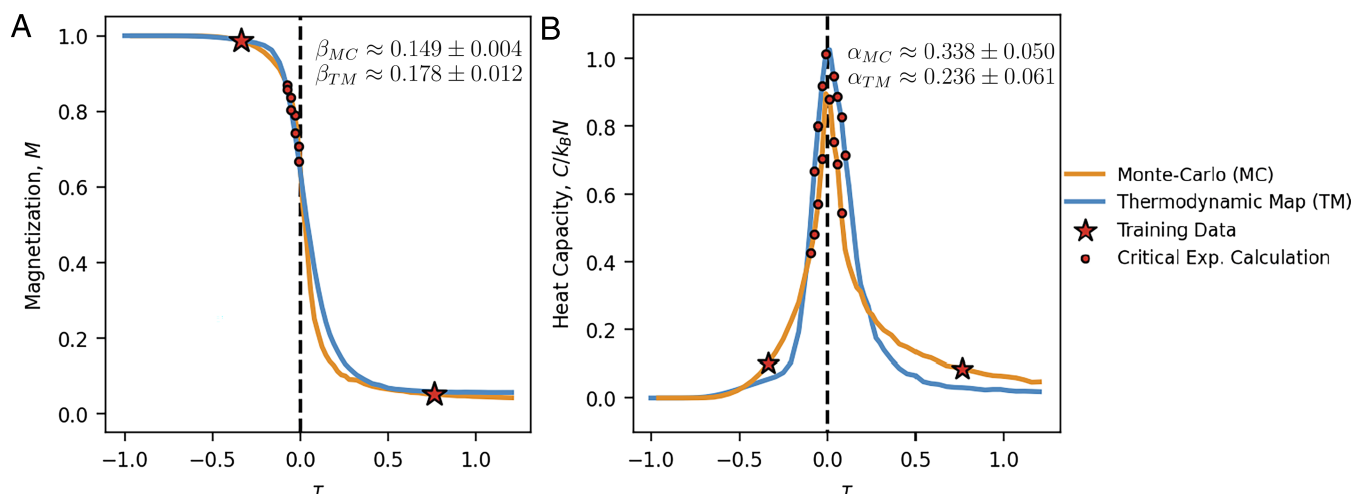 A
Magnetization, M
1.0
0.8
0.6
0.4
0.2
0.0
β_MC ≈ 0.149 ± 0.004
β_TM ≈ 0.178 ± 0.012
−1.0 −0.5 0.0 0.5 1.0
B
Heat Capacity, C/k_BN
1.0
0.8
0.6
0.4
0.2
0.0
α_MC ≈ 0.338 ± 0.050
α_TM ≈ 0.236 ± 0.061
−1.0 −0.5 0.0 0.5 1.0
Monte-Carlo (MC)
Thermodynamic Map (TM)
Training Data
Critical Exp. Calculation